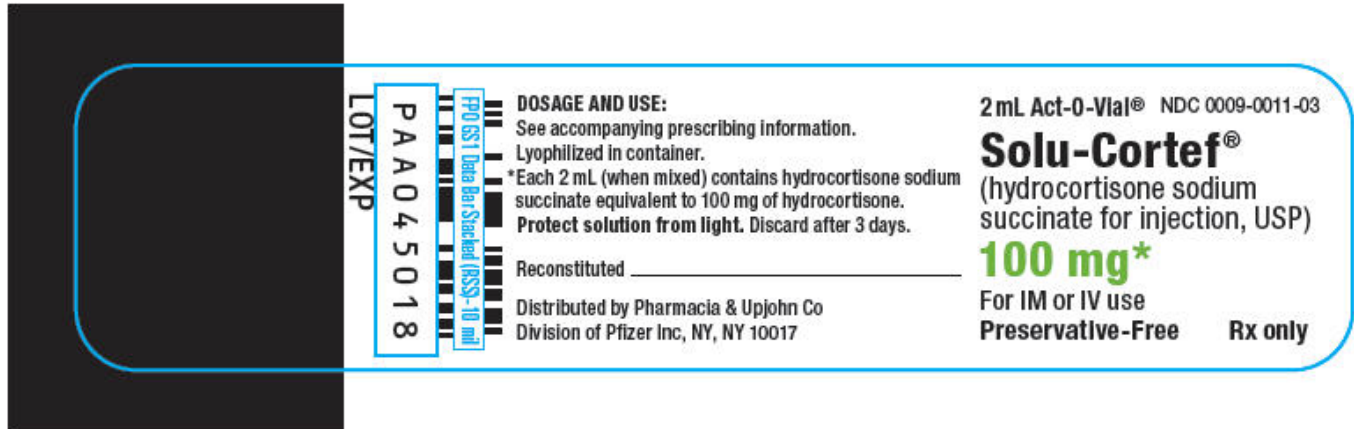 LOT/EXP
PAA045018
FPO GS1 Data Bar Stacked (RSS)-10 mil
DOSAGE AND USE:
See accompanying prescribing information.
Lyophilized in container.
*Each 2 mL (when mixed) contains hydrocortisone sodium
succinate equivalent to 100 mg of hydrocortisone.
Protect solution from light. Discard after 3 days.
Reconstituted
Distributed by Pharmacia & Upjohn Co
Division of Pfizer Inc, NY, NY 10017
2 mL Act-O-Vial® NDC 0009-0011-03
Solu-Cortef®
(hydrocortisone sodium
succinate for injection, USP)
100 mg*
For IM or IV use
Preservative-Free Rx only